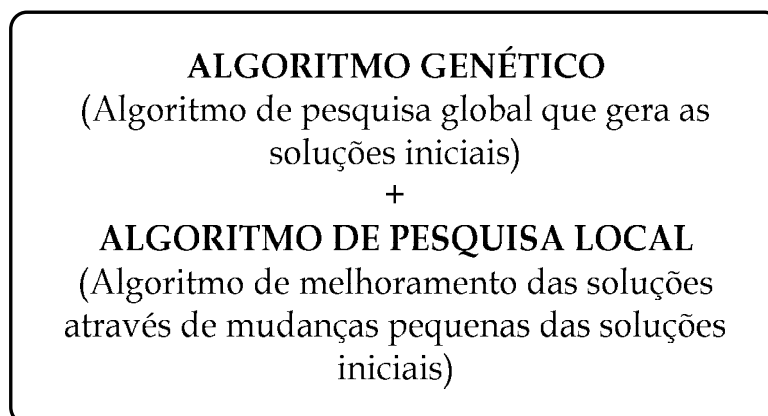 ALGORITMO GENÉTICO
(Algoritmo de pesquisa global que gera as
soluções iniciais)
+
ALGORITMO DE PESQUISA LOCAL
(Algoritmo de melhoramento das soluções
através de mudanças pequenas das soluções
iniciais)